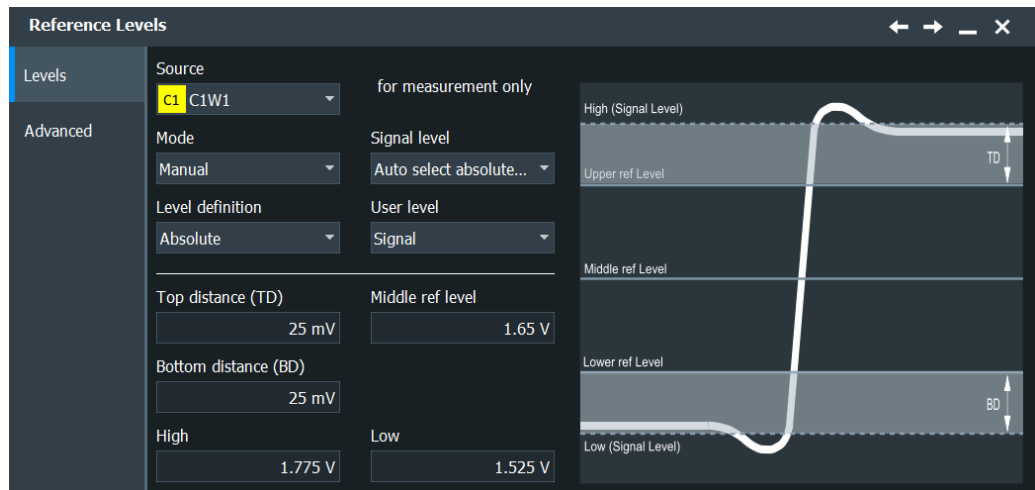 Reference Levels
Levels
Advanced
Source
C1 C1W1
for measurement only
Mode
Manual
Signal level
Auto select absolute...
Level definition
Absolute
User level
Signal
Top distance (TD)
25 mV
Middle ref level
1.65 V
Bottom distance (BD)
25 mV
High
1.775 V
Low
1.525 V
High (Signal Level)
TD
Upper ref Level
Middle ref Level
Lower ref Level
BD
Low (Signal Level)